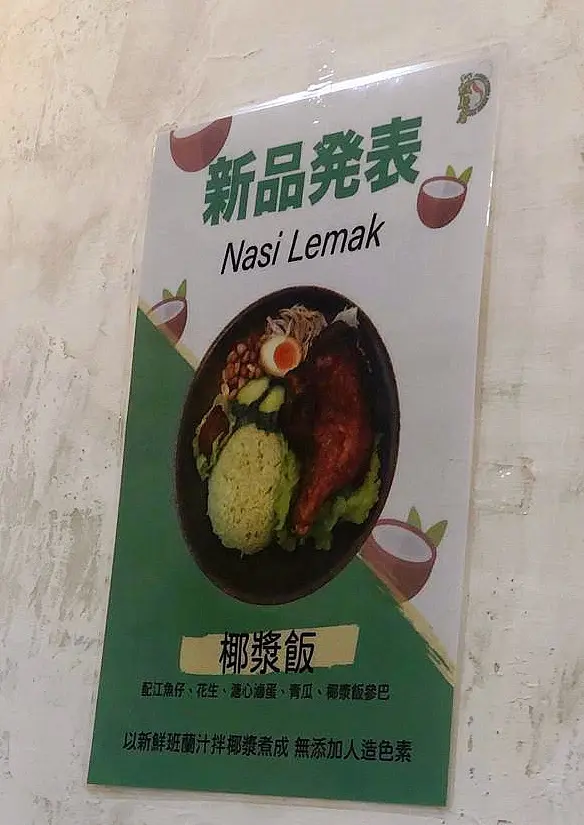 新品発表
Nasi Lemak
椰漿飯
配江魚仔、花生、溏心滷蛋、青瓜、椰漿飯參巴
以新鮮班蘭汁拌椰漿煮成 無添加人造色素